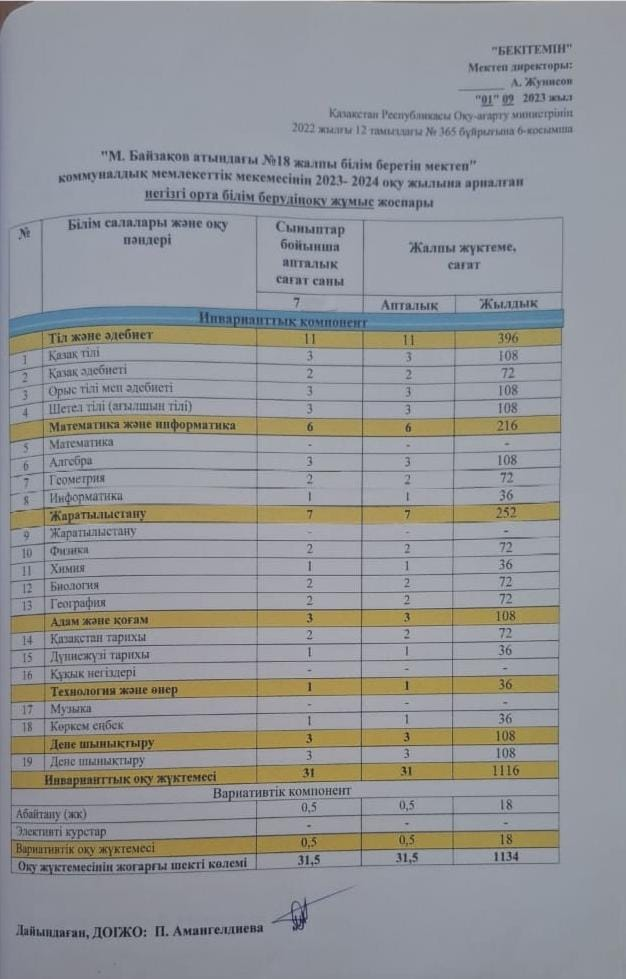 "БЕКІТЕМІН"
Мектеп директоры:
________ А. Жунисов
"01" 09 2023 жыл
Қазақстан Республикасы Оқу-ағарту министрінің
2022 жылғы 12 тамыздағы № 365 бұйрығына 6-қосымша
"М. Байзақов атындағы №18 жалпы білім беретін мектеп"
коммуналдық мемлекеттік мекемесінің 2023- 2024 оқу жылына арналған
негізгі орта білім берудіңоқу жұмыс жоспары
№ Білім салалары және оқу пәндері Сыныптар бойынша апталық сағат саны Жалпы жүктеме, сағат
7 Апталық Жылдық
Инварианттық компонент
Тіл және әдебиет 11 11 396
1 Қазақ тілі 3 3 108
2 Қазақ әдебиеті 2 2 72
3 Орыс тілі мен әдебиеті 3 3 108
4 Шетел тілі (ағылшын тілі) 3 3 108
Математика және информатика 6 6 216
5 Математика - - -
6 Алгебра 3 3 108
7 Геометрия 2 2 72
8 Информатика 1 1 36
Жаратылыстану 7 7 252
9 Жаратылыстану - - -
10 Физика 2 2 72
11 Химия 1 1 36
12 Биология 2 2 72
13 География 2 2 72
Адам және қоғам 3 3 108
14 Қазақстан тарихы 2 2 72
15 Дүниежүзі тарихы 1 1 36
16 Құқық негіздері - - -
Технология және өнер 1 1 36
17 Музыка - - -
18 Көркем еңбек 1 1 36
Дене шынықтыру 3 3 108
19 Дене шынықтыру 3 3 108
Инварианттық оқу жүктемесі 31 31 1116
Вариативтік компонент
Абайтану (жк) 0,5 0,5 18
Элективті курстар - - -
Вариативтік оқу жүктемесі 0,5 0,5 18
Оқу жүктемесінің жоғарғы шекті көлемі 31,5 31,5 1134
Дайындаған, ДОІЖО: П. Амангелдиева